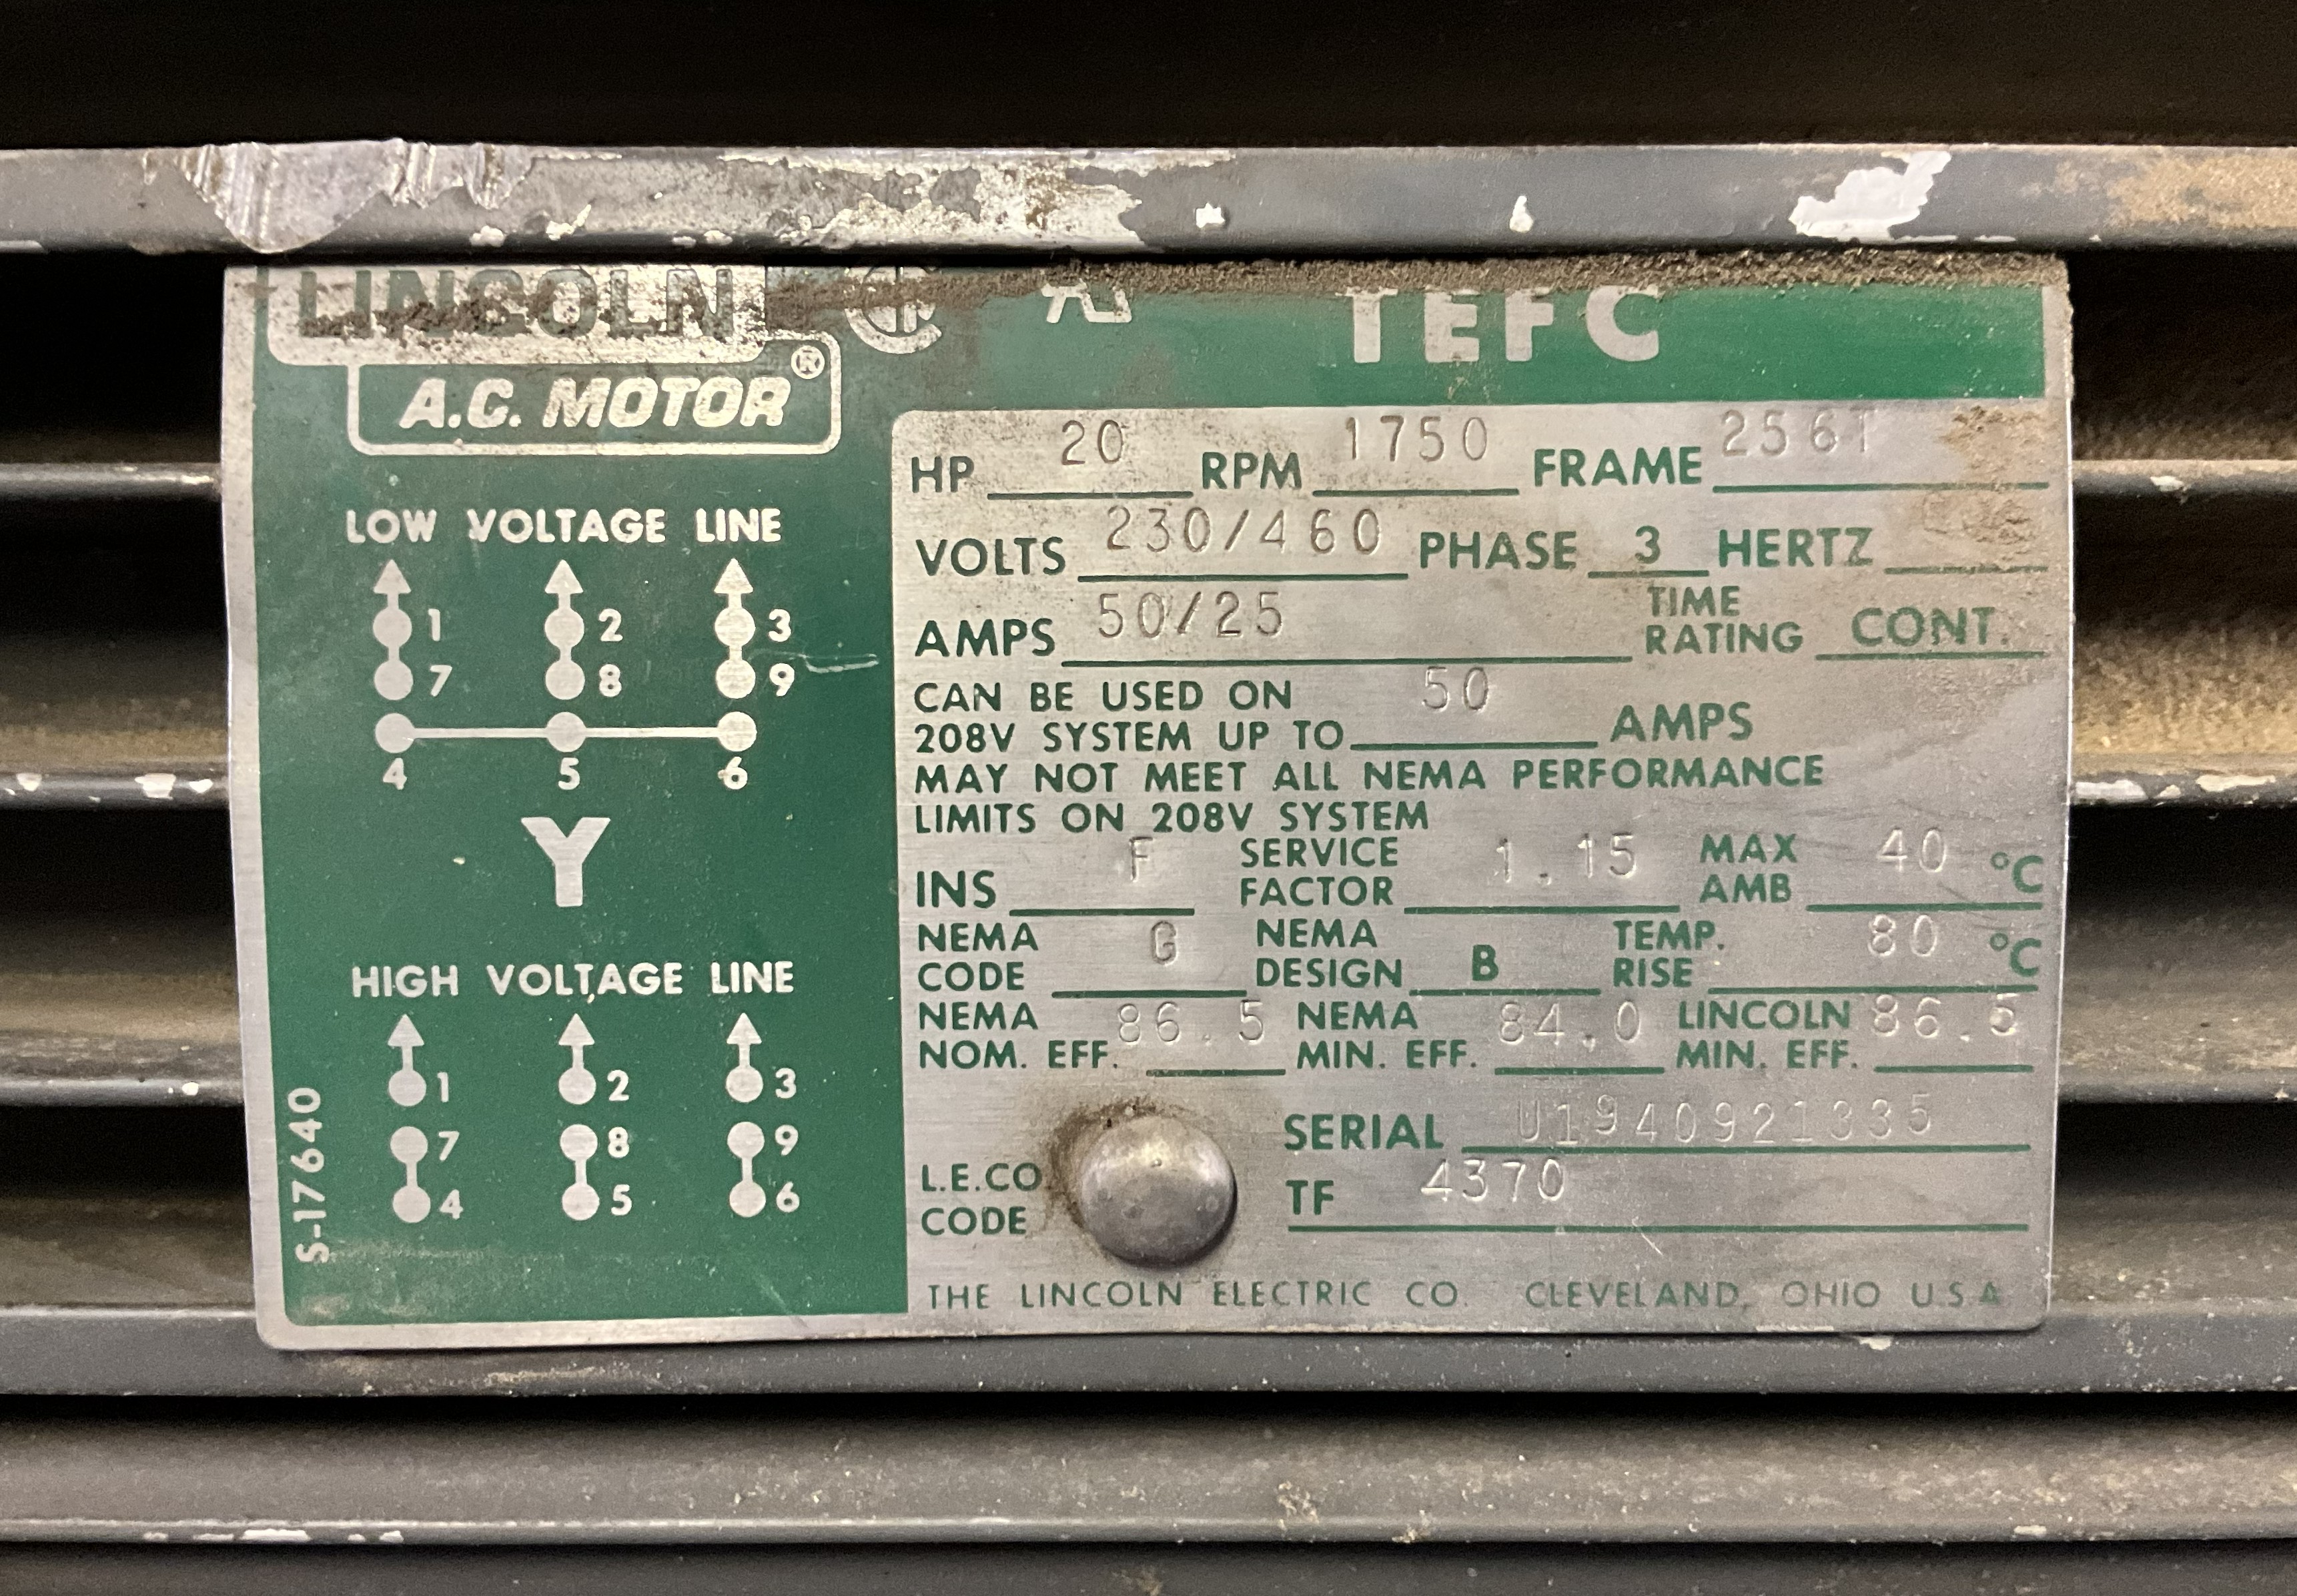 LINCOLN ®
A.C. MOTOR
TEFC
LOW VOLTAGE LINE
1 2 3
7 8 9
4 5 6
Y
HIGH VOLTAGE LINE
1 2 3
7 8 9
4 5 6
S-17640
HP 20 RPM 1750 FRAME 256T
VOLTS 230/460 PHASE 3 HERTZ
AMPS 50/25 TIME RATING CONT.
CAN BE USED ON
208V SYSTEM UP TO 50 AMPS
MAY NOT MEET ALL NEMA PERFORMANCE
LIMITS ON 208V SYSTEM
INS F SERVICE FACTOR 1.15 MAX AMB 40 °C
NEMA CODE G NEMA DESIGN B TEMP. RISE 80 °C
NEMA NOM. EFF. 86.5 NEMA MIN. EFF. 84.0 LINCOLN MIN. EFF. 86.5
SERIAL U1940921335
L.E.CO CODE TF 4370
THE LINCOLN ELECTRIC CO. CLEVELAND, OHIO U.S.A.